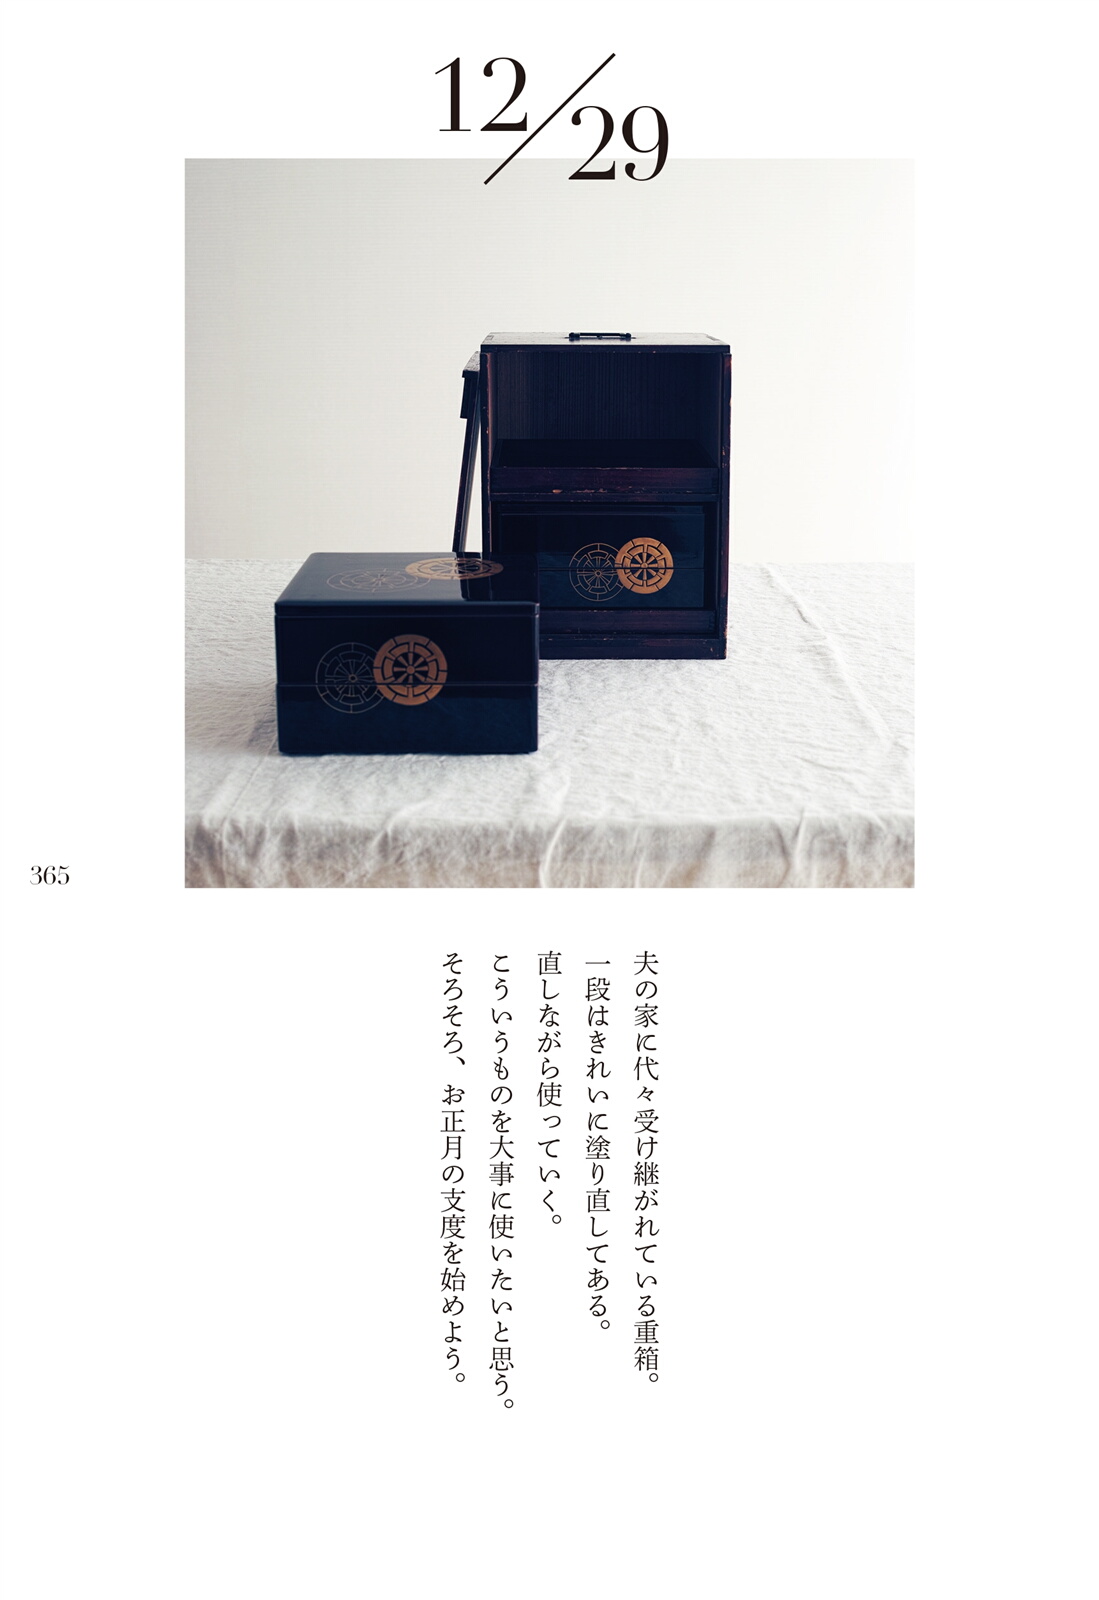 12/29
365
夫の家に代々受け継がれている重箱。
一段はきれいに塗り直してある。
直しながら使っていく。
こういうものを大事に使いたいと思う。
そろそろ、お正月の支度を始めよう。